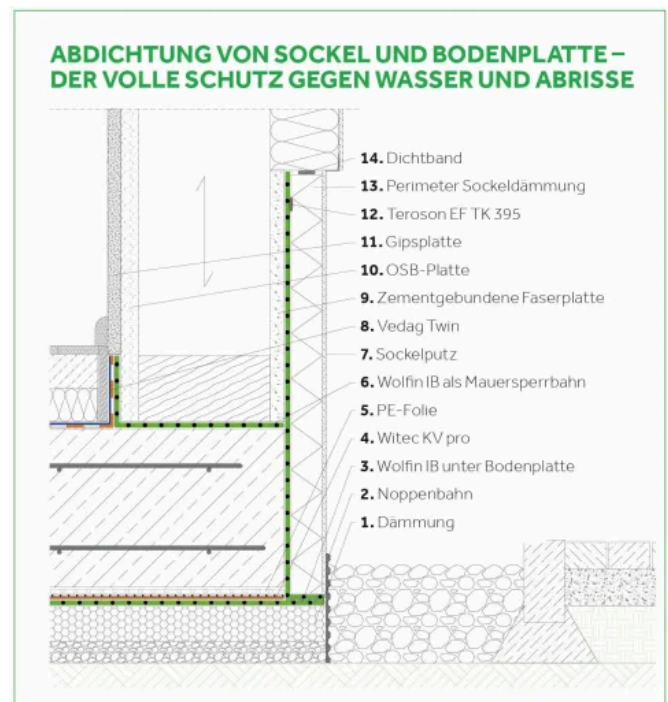 ABDICHTUNG VON SOCKEL UND BODENPLATTE –
DER VOLLE SCHUTZ GEGEN WASSER UND ABRISSE
14. Dichtband
13. Perimeter Sockeldämmung
12. Teroson EF TK 395
11. Gipsplatte
10. OSB-Platte
9. Zementgebundene Faserplatte
8. Vedag Twin
7. Sockelputz
6. Wolfin IB als Mauersperrbahn
5. PE-Folie
4. Witec KV pro
3. Wolfin IB unter Bodenplatte
2. Noppenbahn
1. Dämmung